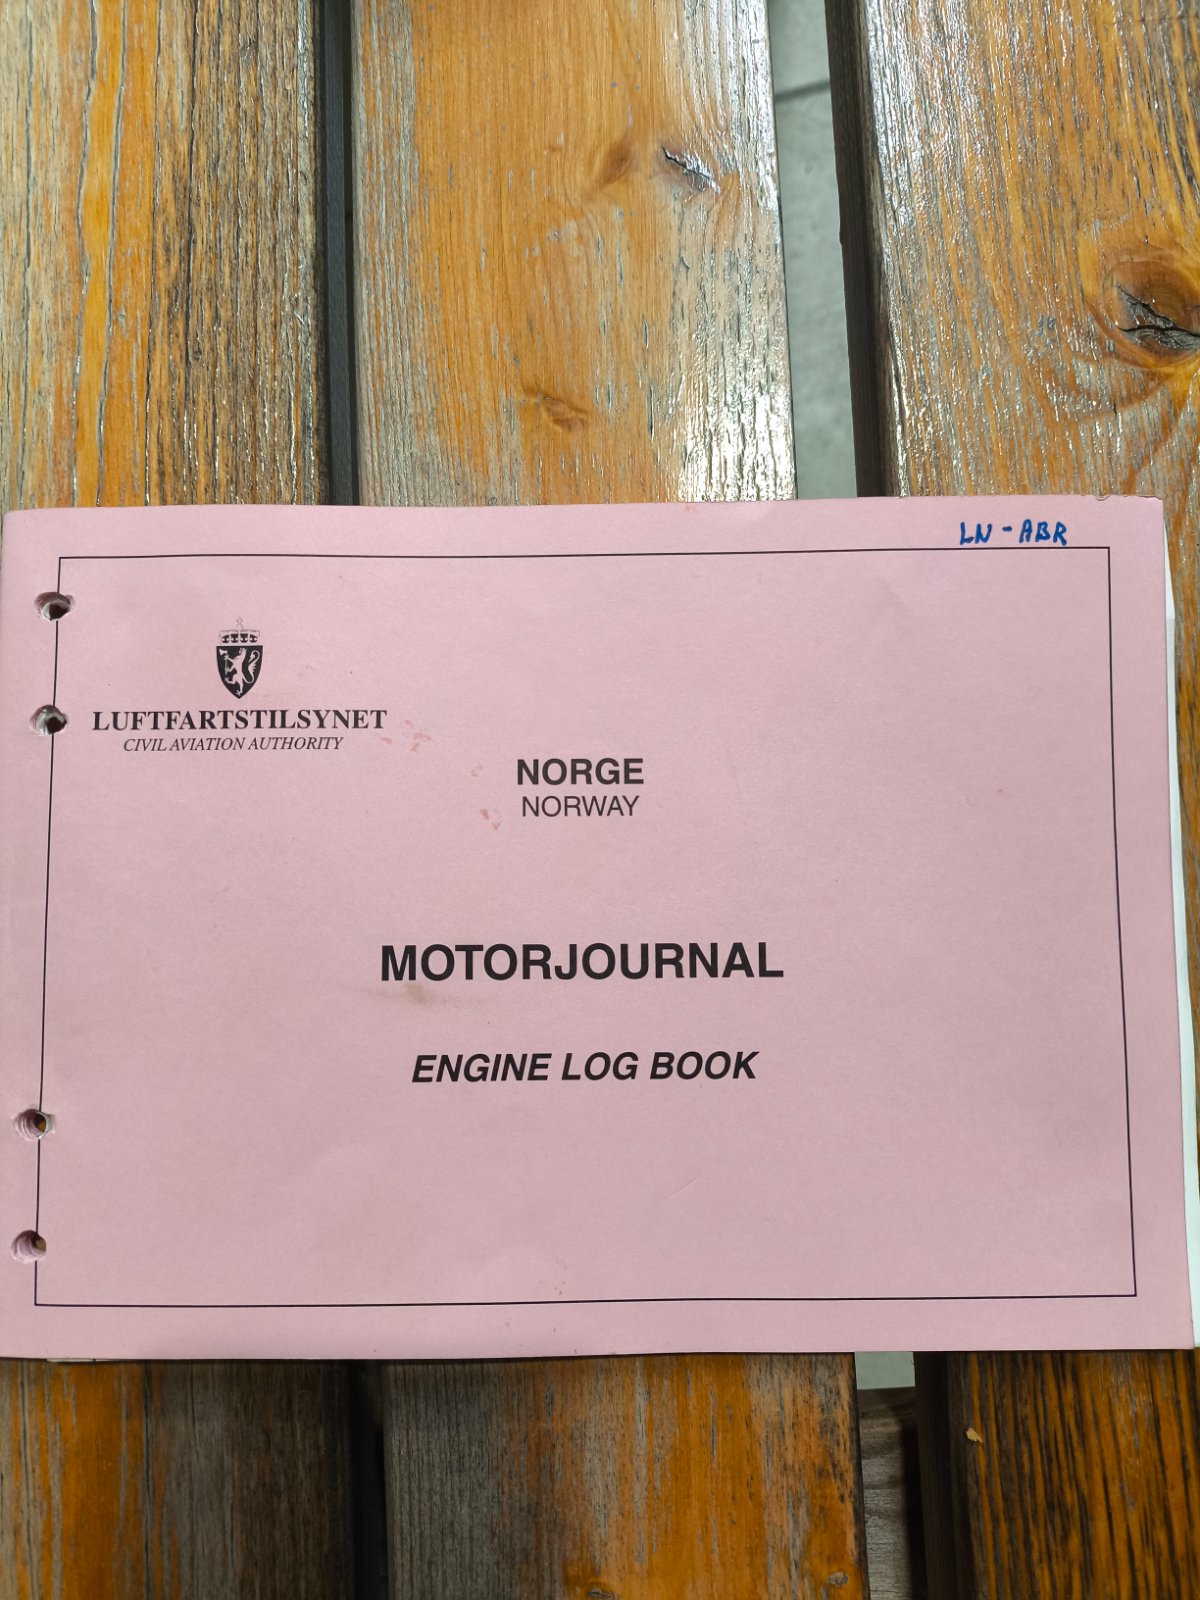 LN-ABR
LUFTFARTSTILSYNET
CIVIL AVIATION AUTHORITY
NORGE
NORWAY
MOTORJOURNAL
ENGINE LOG BOOK